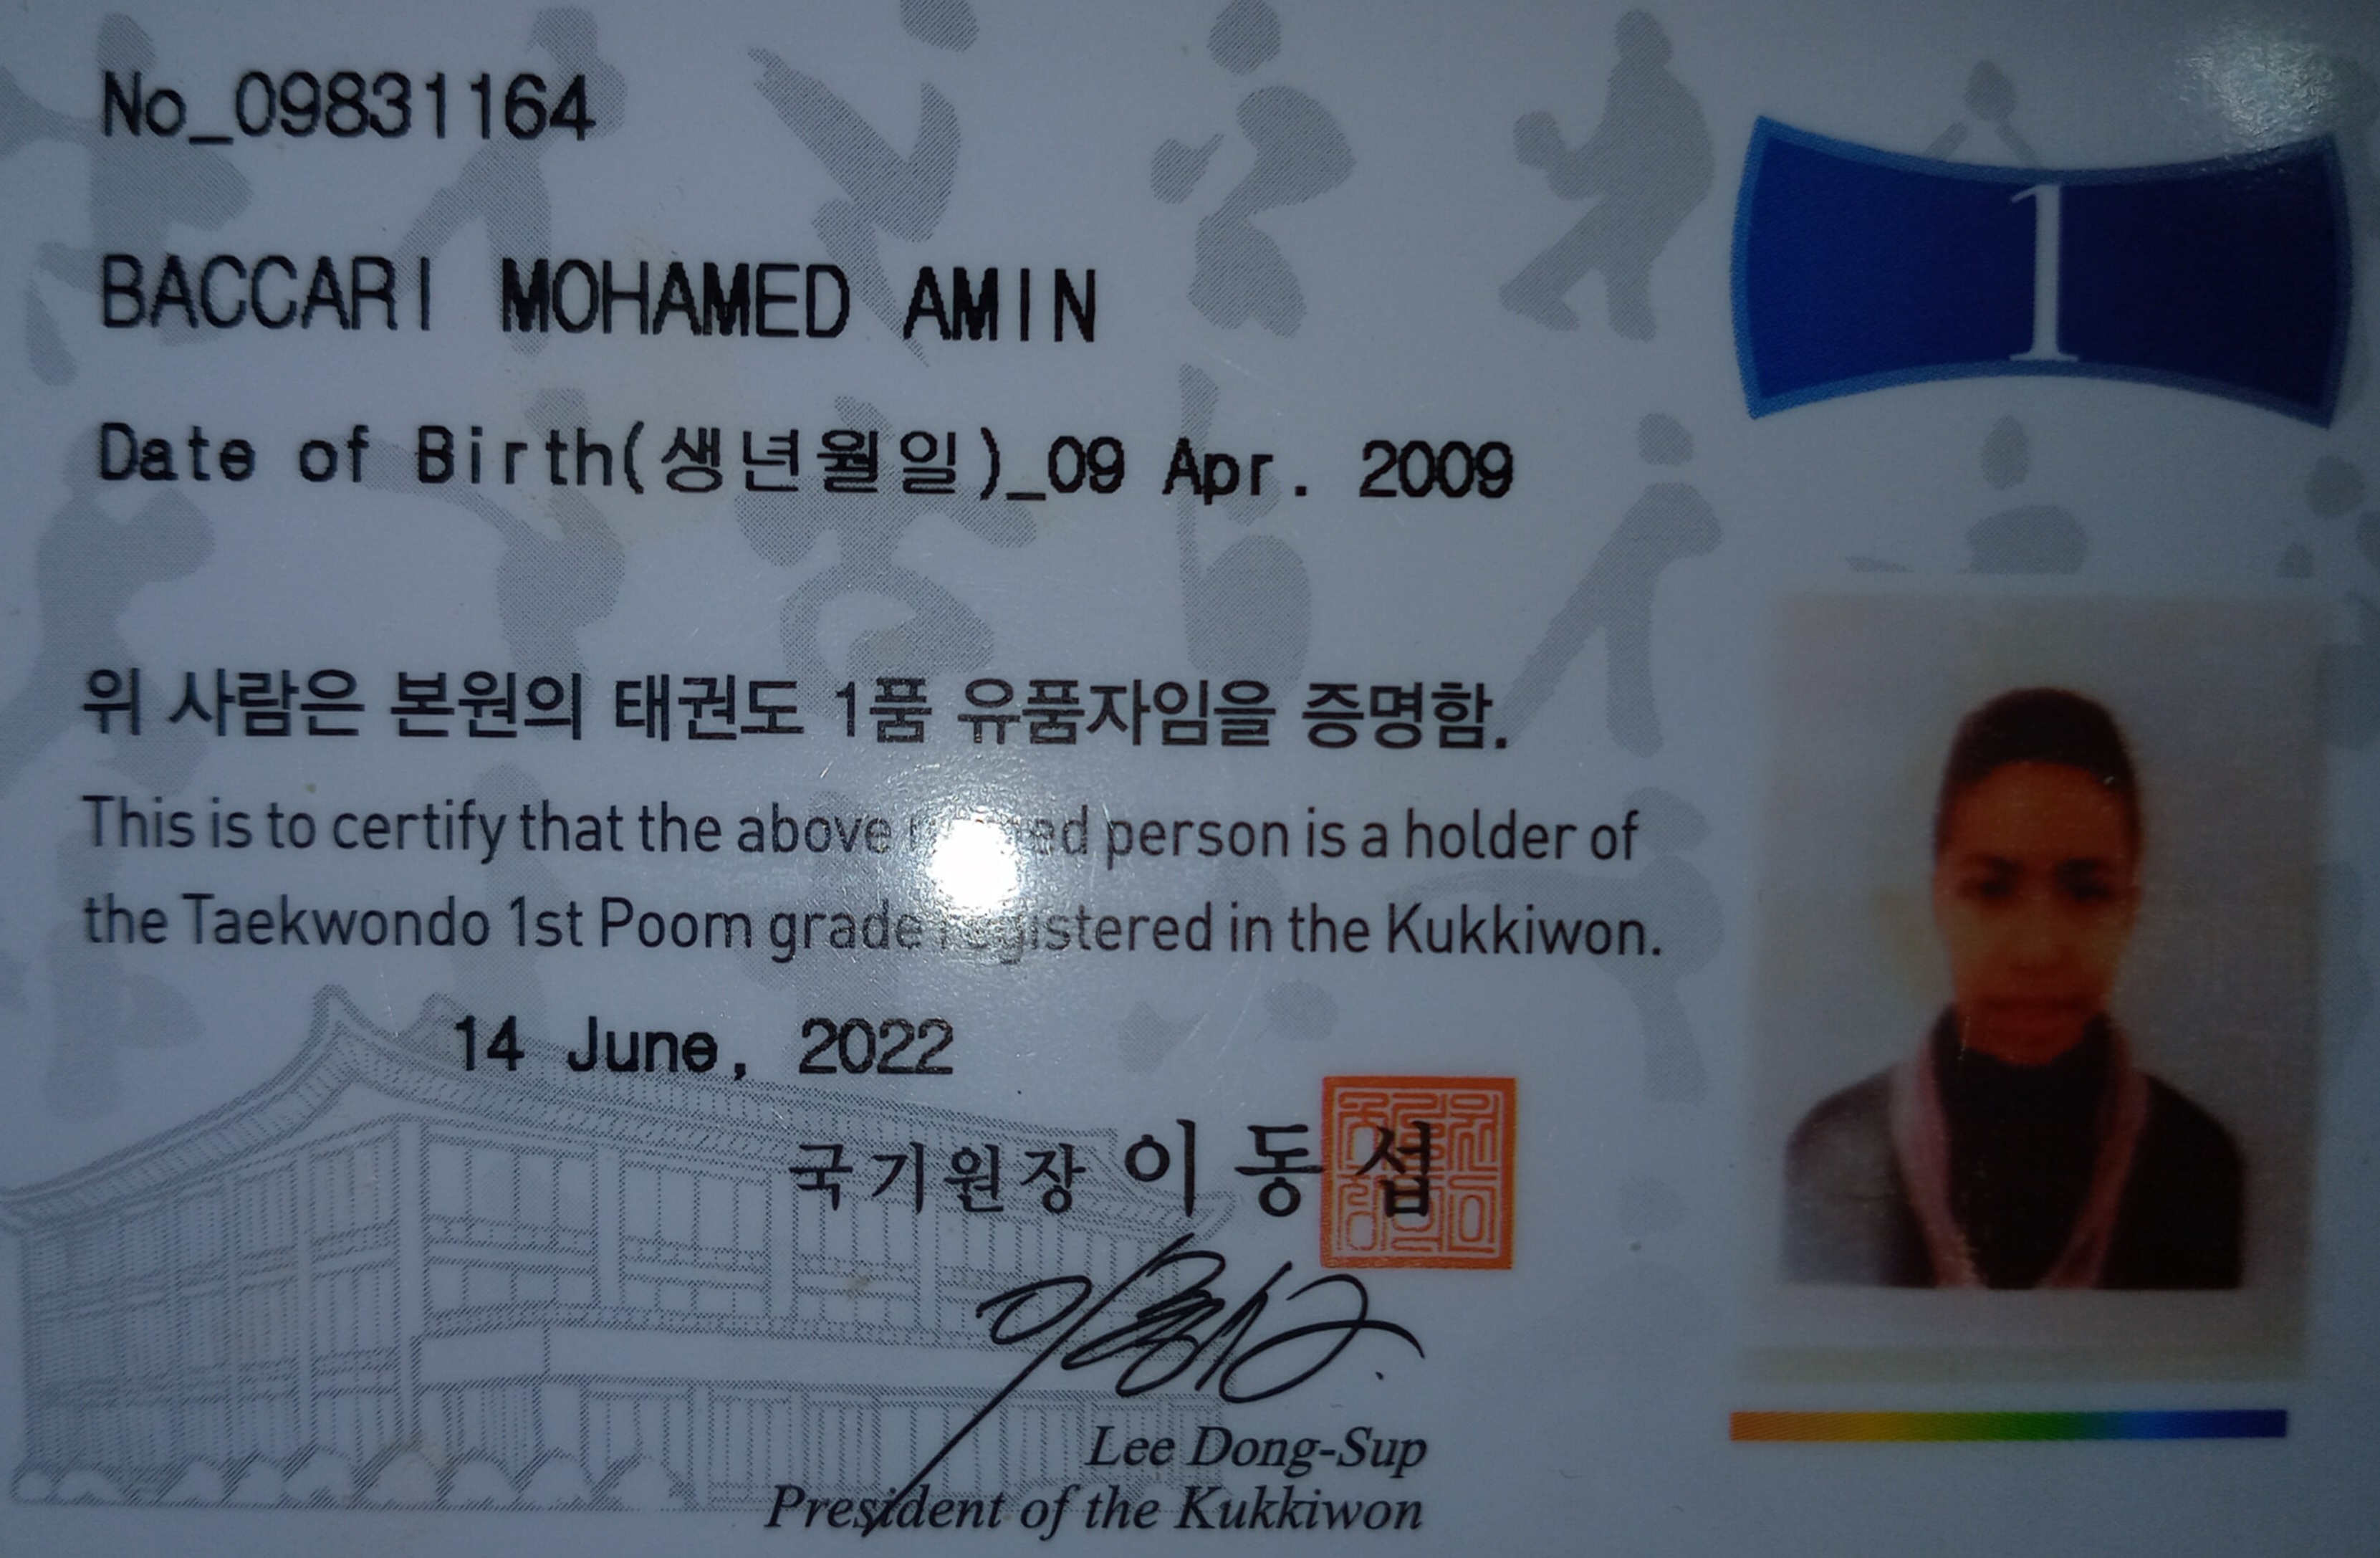 No_09831164
1
BACCARI MOHAMED AMIN
Date of Birth(생년월일)_09 Apr. 2009
위 사람은 본원의 태권도 1품 유품자임을 증명함.
This is to certify that the above person is a holder of
the Taekwondo 1st Poom grade registered in the Kukkiwon.
14 June, 2022
국기원장 이동섭
Lee Dong-Sup
President of the Kukkiwon